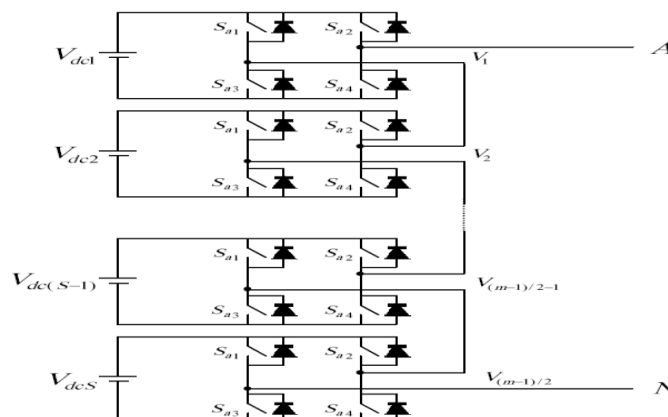 S_a1 S_a2 A
V_dc1 V_1
S_a3 S_a4
S_a1 S_a2
V_dc2 V_2
S_a3 S_a4
S_a1 S_a2
V_dc(S-1) V_(m-1)/2-1
S_a3 S_a4
S_a1 S_a2
V_dcS V_(m-1)/2 N
S_a3 S_a4